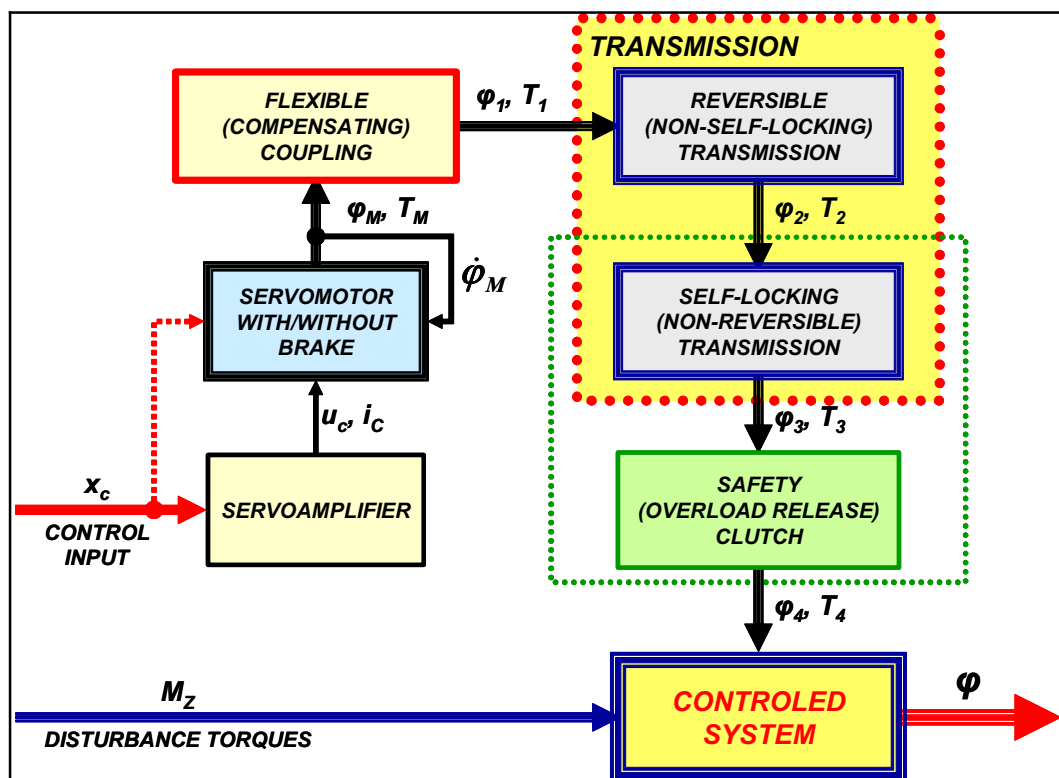 TRANSMISSION
FLEXIBLE
(COMPENSATING)
COUPLING
φ1, T1
REVERSIBLE
(NON-SELF-LOCKING)
TRANSMISSION
φM, TM
φ2, T2
φ̇M
SERVOMOTOR
WITH/WITHOUT
BRAKE
SELF-LOCKING
(NON-REVERSIBLE)
TRANSMISSION
uc, iC
φ3, T3
xc
CONTROL
INPUT
SERVOAMPLIFIER
SAFETY
(OVERLOAD RELEASE)
CLUTCH
φ4, T4
MZ
DISTURBANCE TORQUES
CONTROLED
SYSTEM
φ